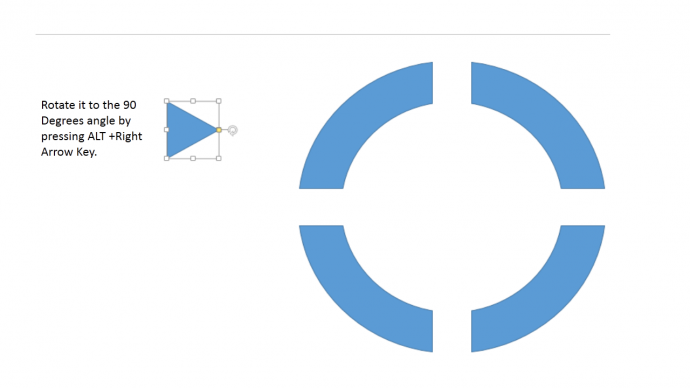 Rotate it to the 90
Degrees angle by
pressing ALT +Right
Arrow Key.